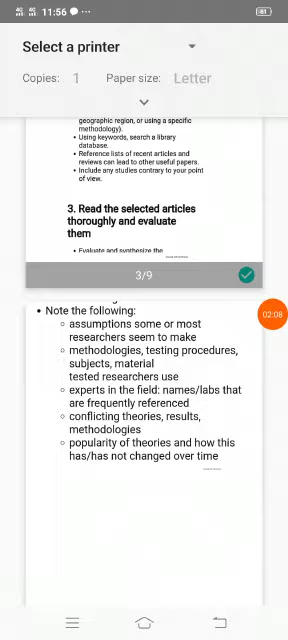 4G 4G 11:56 81
Select a printer
Copies: 1 Paper size: Letter
geographic region, or using a specific
methodology).
• Using keywords, search a library
database.
• Reference lists of recent articles and
reviews can lead to other useful papers.
• Include any studies contrary to your point
of view.
3. Read the selected articles
thoroughly and evaluate
them
• Evaluate and synthesize the
3/9
02:08
• Note the following:
○ assumptions some or most
researchers seem to make
○ methodologies, testing procedures,
subjects, material
tested researchers use
○ experts in the field: names/labs that
are frequently referenced
○ conflicting theories, results,
methodologies
○ popularity of theories and how this
has/has not changed over time